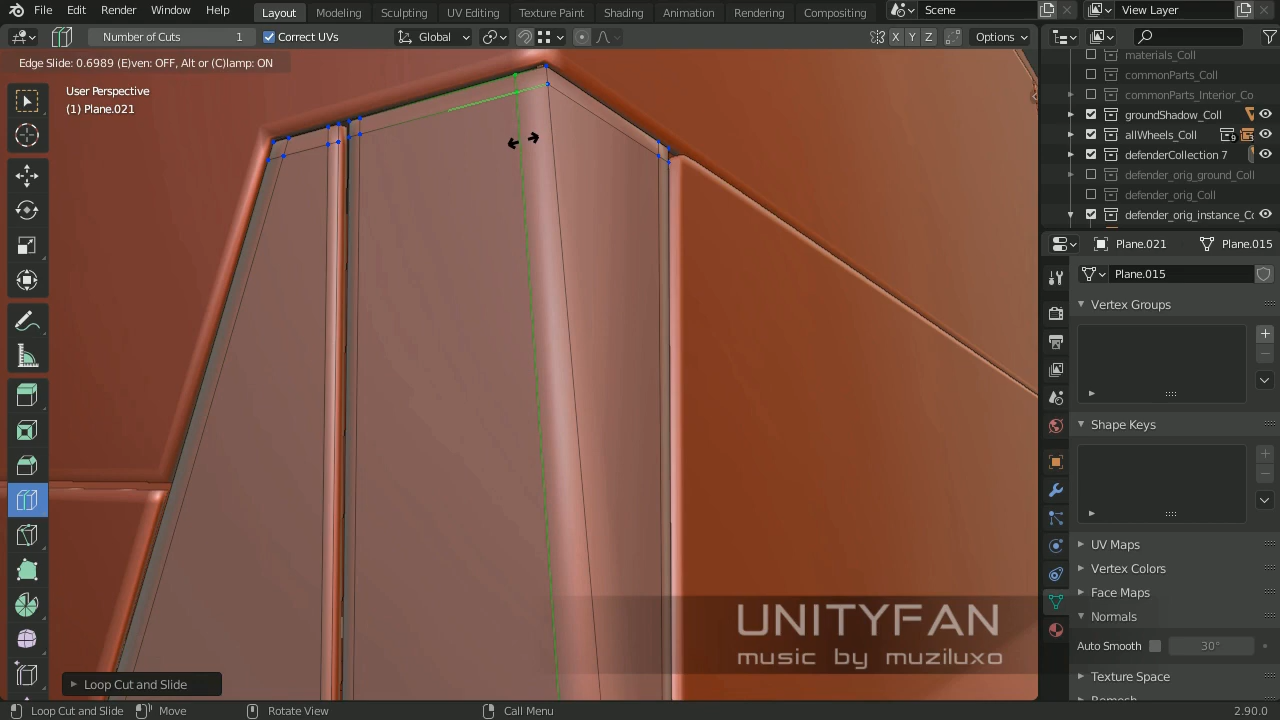 File Edit Render Window Help Layout Modeling Sculpting UV Editing Texture Paint Shading Animation Rendering Compositing Scene View Layer
Number of Cuts 1 Correct UVs Global X Y Z Options
Edge Slide: 0.6989 (E)ven: OFF, Alt or (C)lamp: ON
User Perspective
(1) Plane.021
materials_Coll
commonParts_Coll
commonParts_Interior_Co
groundShadow_Coll
allWheels_Coll
defenderCollection 7
defender_orig_ground_Coll
defender_orig_Coll
defender_orig_instance_Cc
Plane.021 Plane.015
Plane.015
Vertex Groups
Shape Keys
UV Maps
Vertex Colors
Face Maps
Normals
Auto Smooth 30°
Texture Space
UNITYFAN
music by muziluxo
Loop Cut and Slide
Loop Cut and Slide Move Rotate View Call Menu 2.90.0